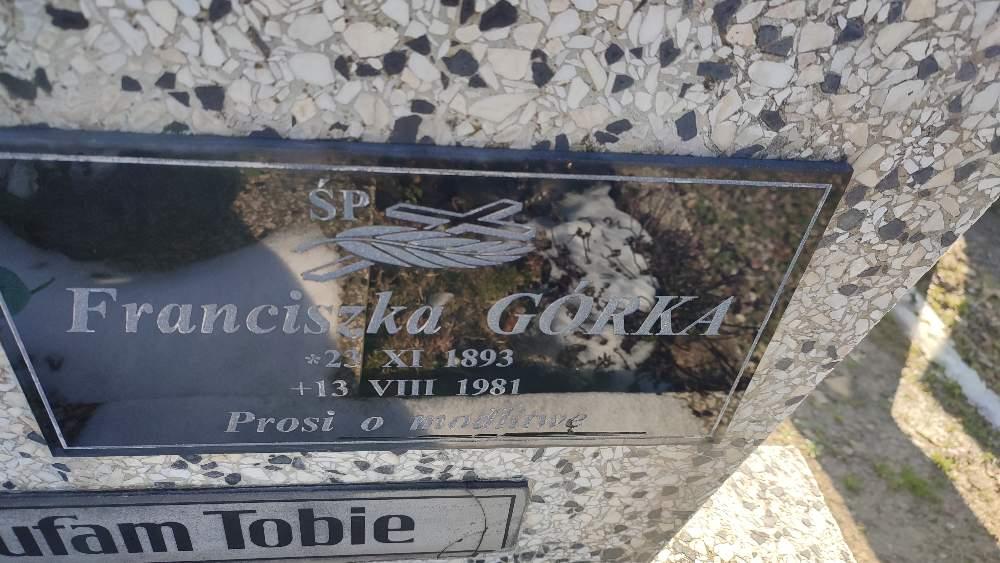 ŚP
Franciszka GÓRKA
*23 XI 1893
+13 VIII 1981
Prosi o modlitwę
ufam Tobie